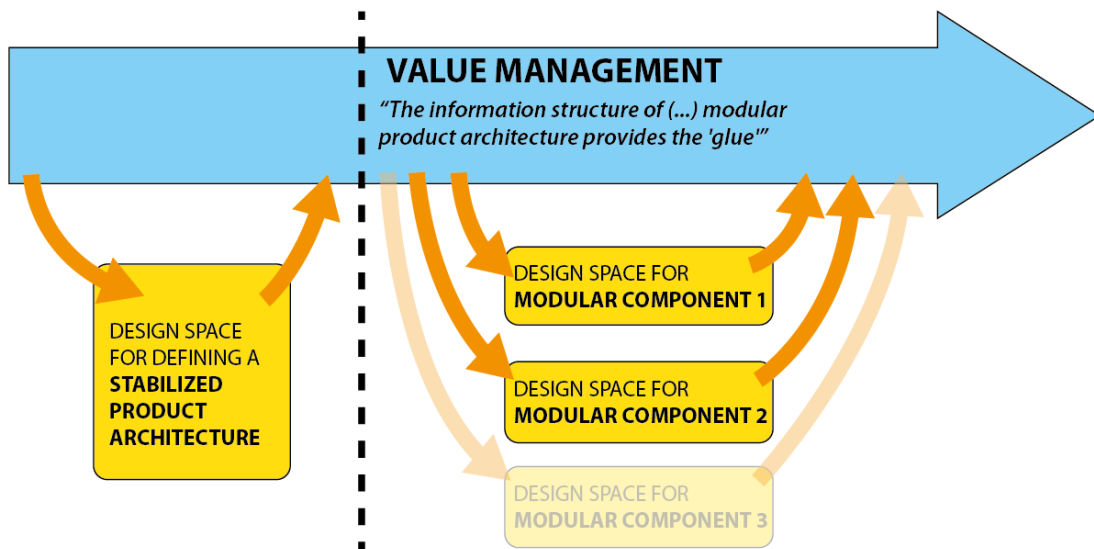 VALUE MANAGEMENT
“The information structure of (...) modular
product architecture provides the 'glue'”
DESIGN SPACE
FOR DEFINING A
STABILIZED
PRODUCT
ARCHITECTURE
DESIGN SPACE FOR
MODULAR COMPONENT 1
DESIGN SPACE FOR
MODULAR COMPONENT 2
DESIGN SPACE FOR
MODULAR COMPONENT 3